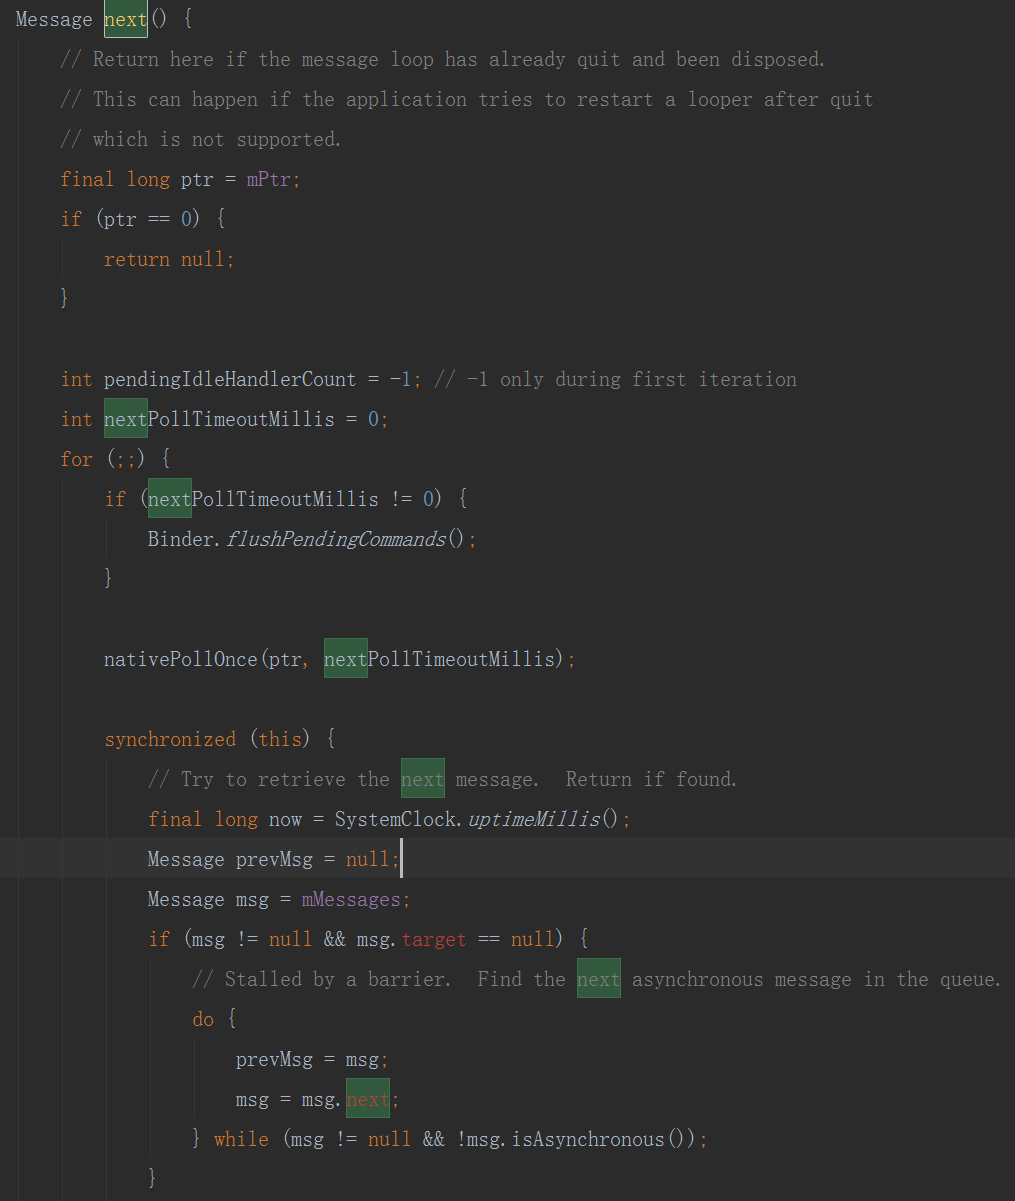 Message next() {
// Return here if the message loop has already quit and been disposed.
// This can happen if the application tries to restart a looper after quit
// which is not supported.
final long ptr = mPtr;
if (ptr == 0) {
return null;
}
int pendingIdleHandlerCount = -1; // -1 only during first iteration
int nextPollTimeoutMillis = 0;
for (;;) {
if (nextPollTimeoutMillis != 0) {
Binder.flushPendingCommands();
}
nativePollOnce(ptr, nextPollTimeoutMillis);
synchronized (this) {
// Try to retrieve the next message.  Return if found.
final long now = SystemClock.uptimeMillis();
Message prevMsg = null;
Message msg = mMessages;
if (msg != null && msg.target == null) {
// Stalled by a barrier.  Find the next asynchronous message in the queue.
do {
prevMsg = msg;
msg = msg.next;
} while (msg != null && !msg.isAsynchronous());
}